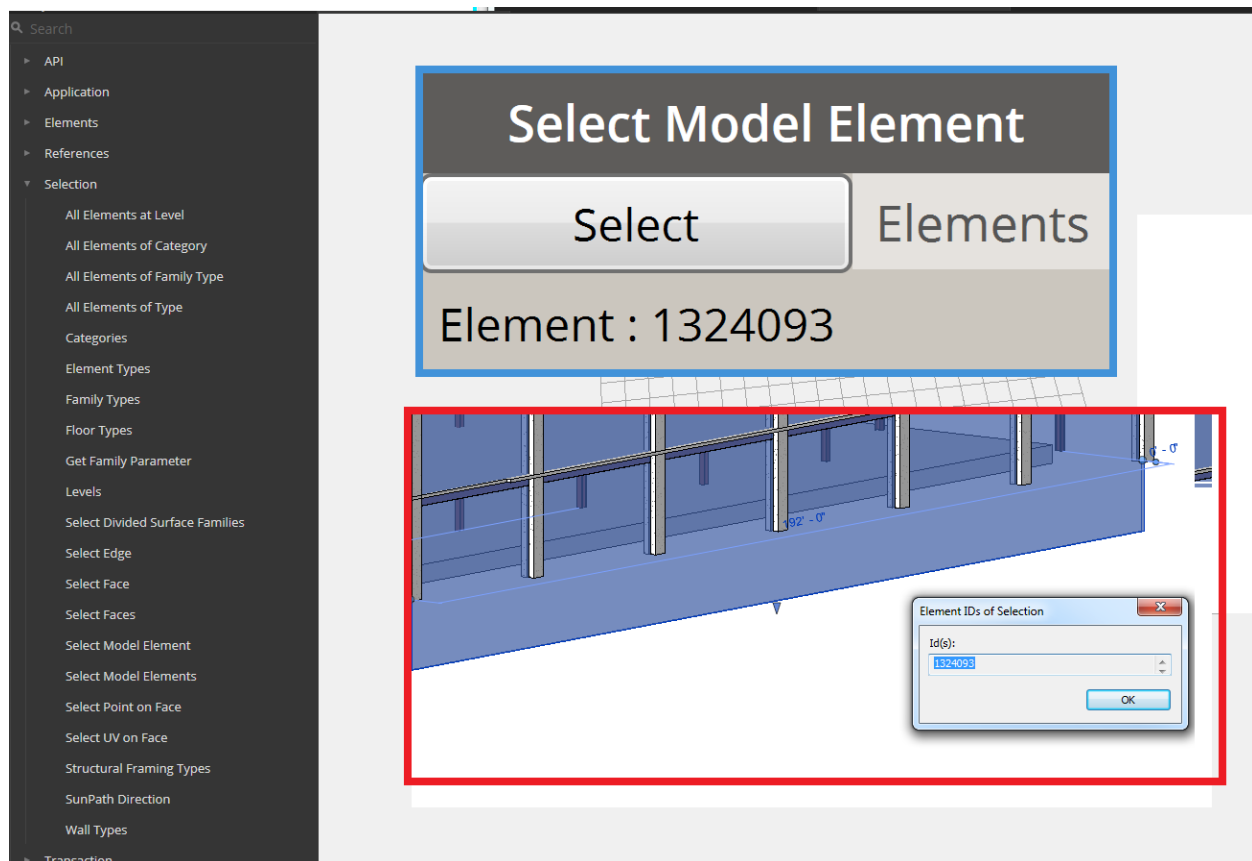 Search
API
Application
Elements
References
Selection
All Elements at Level
All Elements of Category
All Elements of Family Type
All Elements of Type
Categories
Element Types
Family Types
Floor Types
Get Family Parameter
Levels
Select Divided Surface Families
Select Edge
Select Face
Select Faces
Select Model Element
Select Model Elements
Select Point on Face
Select UV on Face
Structural Framing Types
SunPath Direction
Wall Types
Transaction
Select Model Element
Select Elements
Element : 1324093
0' - 0"
192' - 0"
Element IDs of Selection
Id(s):
1324093
OK